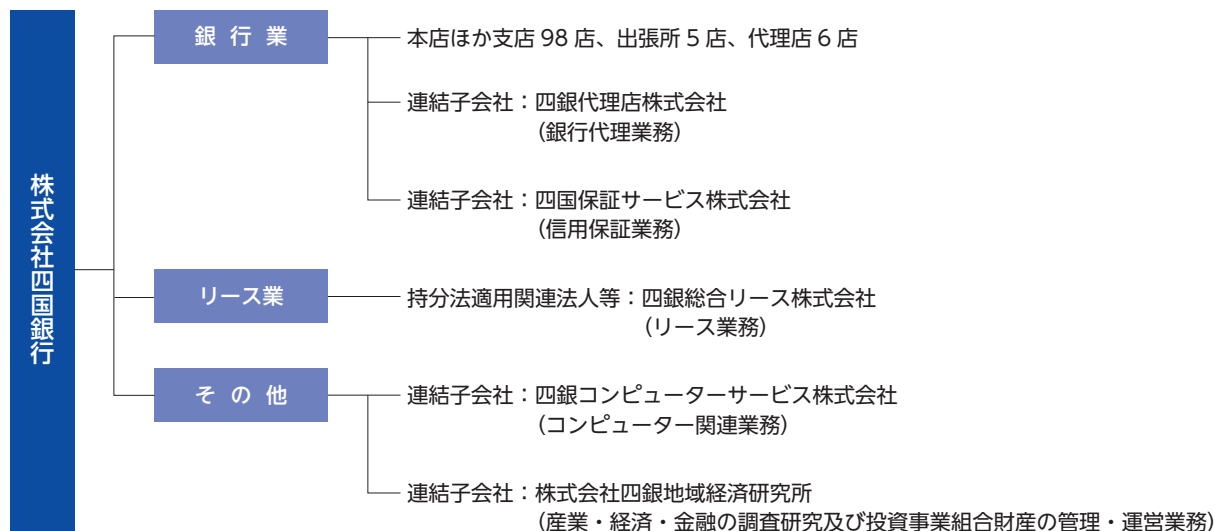 株式会社四国銀行
銀行業
本店ほか支店 98 店、出張所 5 店、代理店 6 店
連結子会社：四銀代理店株式会社
（銀行代理業務）
連結子会社：四国保証サービス株式会社
（信用保証業務）
リース業
持分法適用関連法人等：四銀総合リース株式会社
（リース業務）
その他
連結子会社：四銀コンピューターサービス株式会社
（コンピューター関連業務）
連結子会社：株式会社四銀地域経済研究所
（産業・経済・金融の調査研究及び投資事業組合財産の管理・運営業務）